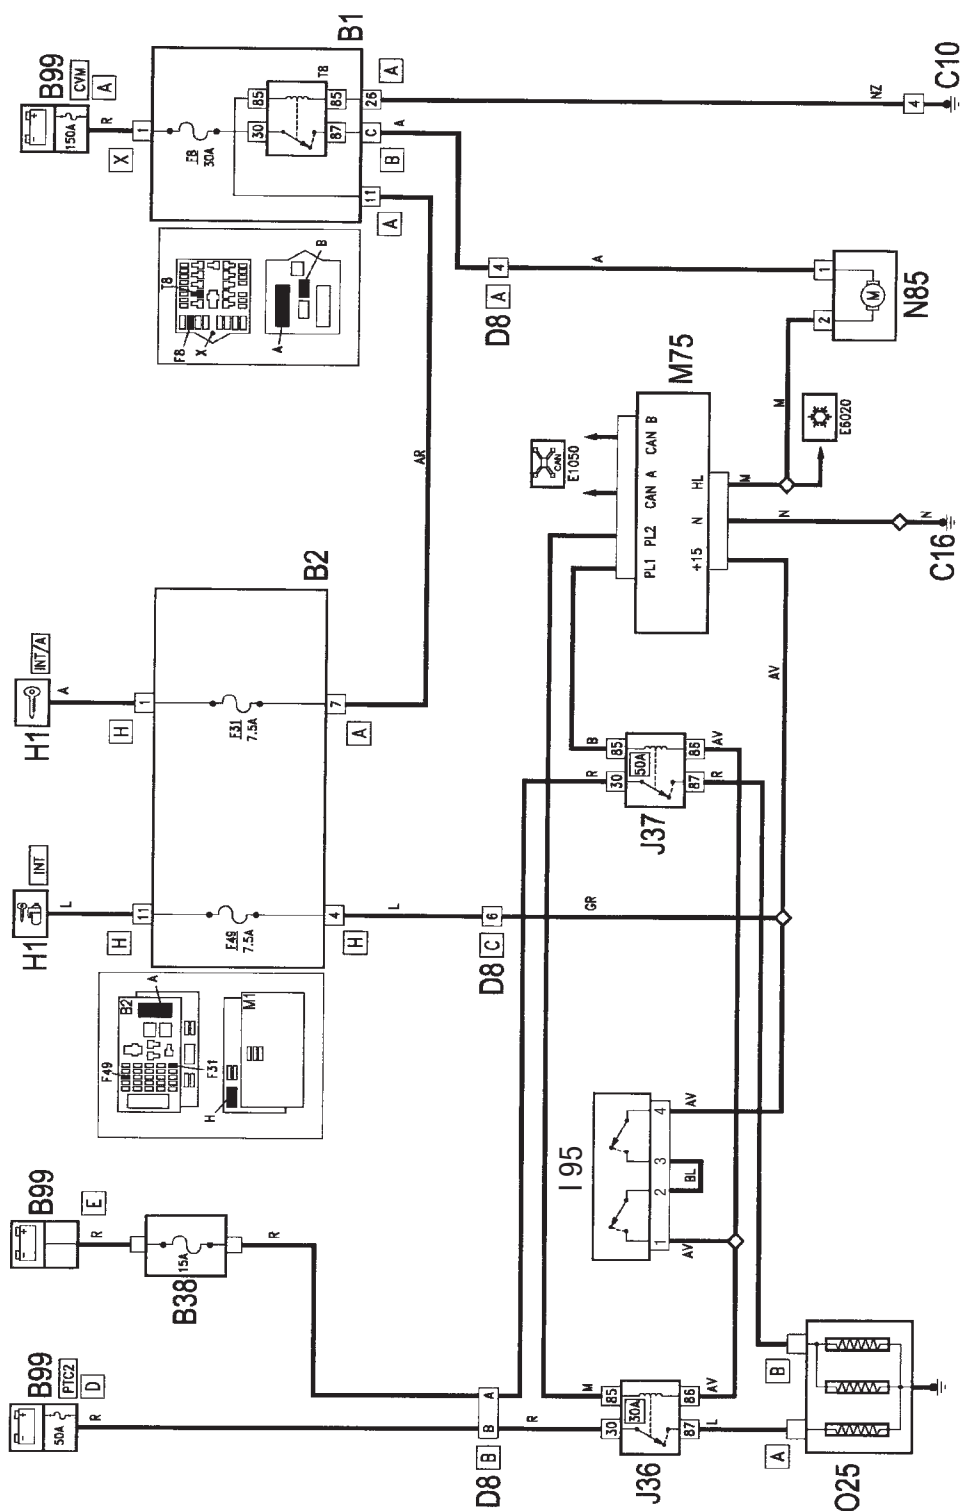 B99
CVM
A
150A
R
X
1
F8
30A
30
85
T8
87
85
B1
11
C
26
A
B
A
A
NZ
4
C10
T8
F8
X
A
B
AR
D8
A
4
A
1
2
M
N85
M
E6020
H1
INT/A
A
H
1
F31
7.5A
7
A
B2
H1
INT
L
H
11
F49
7.5A
4
H
L
D8
C
6
GR
F49
B2
A
F31
H
M1
CAN
E1050
M75
PL1
PL2
CAN A
CAN B
+15
N
HL
M
N
N
C16
AV
B
R
30
85
50A
87
86
R
AV
J37
B99
E
R
15A
B38
R
B99
PTC2
D
50A
R
D8
B
B
A
R
I 95
1
2
3
4
AV
BL
AV
M
30
85
30A
87
86
L
AV
J36
A
B
O25